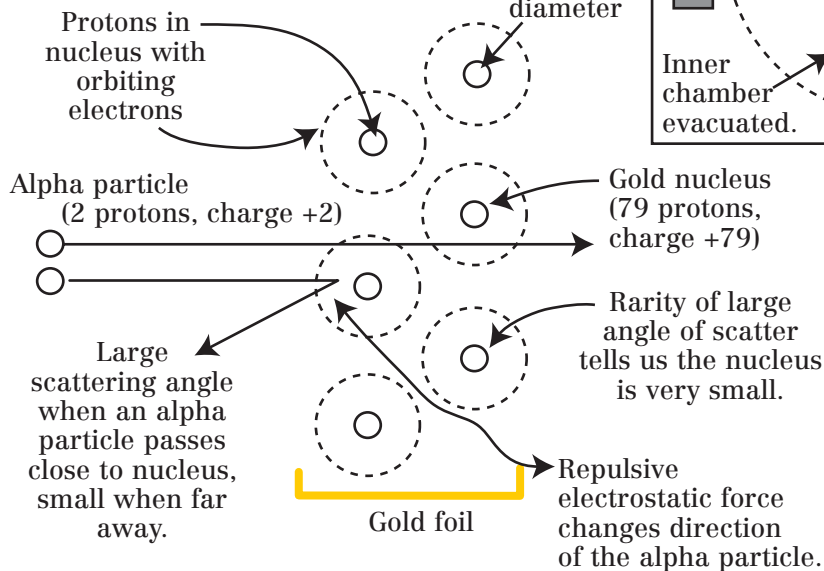 diameter
Protons in
nucleus with
orbiting
electrons
Inner
chamber
evacuated.
Alpha particle
(2 protons, charge +2)
Gold nucleus
(79 protons,
charge +79)
Rarity of large
angle of scatter
tells us the nucleus
is very small.
Large
scattering angle
when an alpha
particle passes
close to nucleus,
small when far
away.
Gold foil
Repulsive
electrostatic force
changes direction
of the alpha particle.